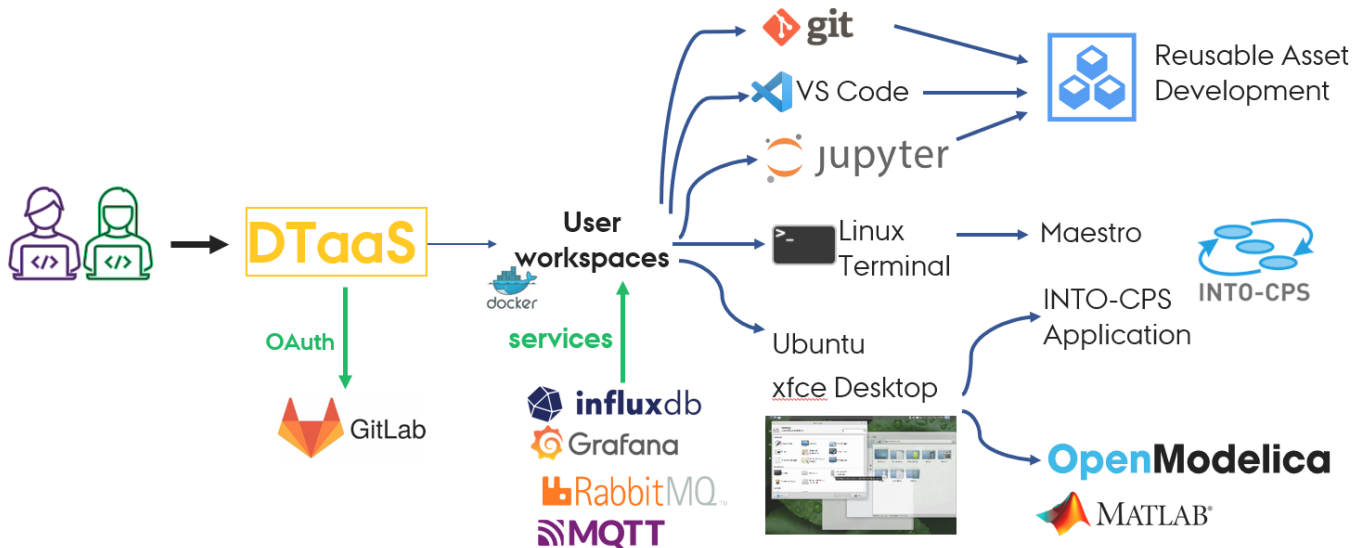 git
VS Code
jupyter
Reusable Asset
Development
</>
</>
DTaaS
User
workspaces
docker
>_
Linux
Terminal
Maestro
INTO-CPS
INTO-CPS
Application
OAuth
GitLab
services
influxdb
Grafana
RabbitMQ
MQTT
Ubuntu
xfce Desktop
OpenModelica
MATLAB®